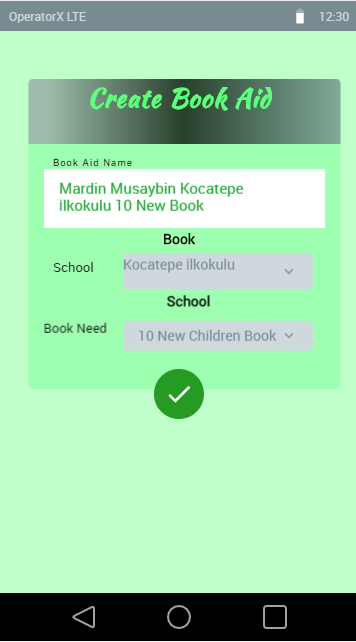 OperatorX LTE 12:30
Create Book Aid
Book Aid Name
Mardin Musaybin Kocatepe
ilkokulu 10 New Book
Book
School Kocatepe ilkokulu
School
Book Need 10 New Children Book